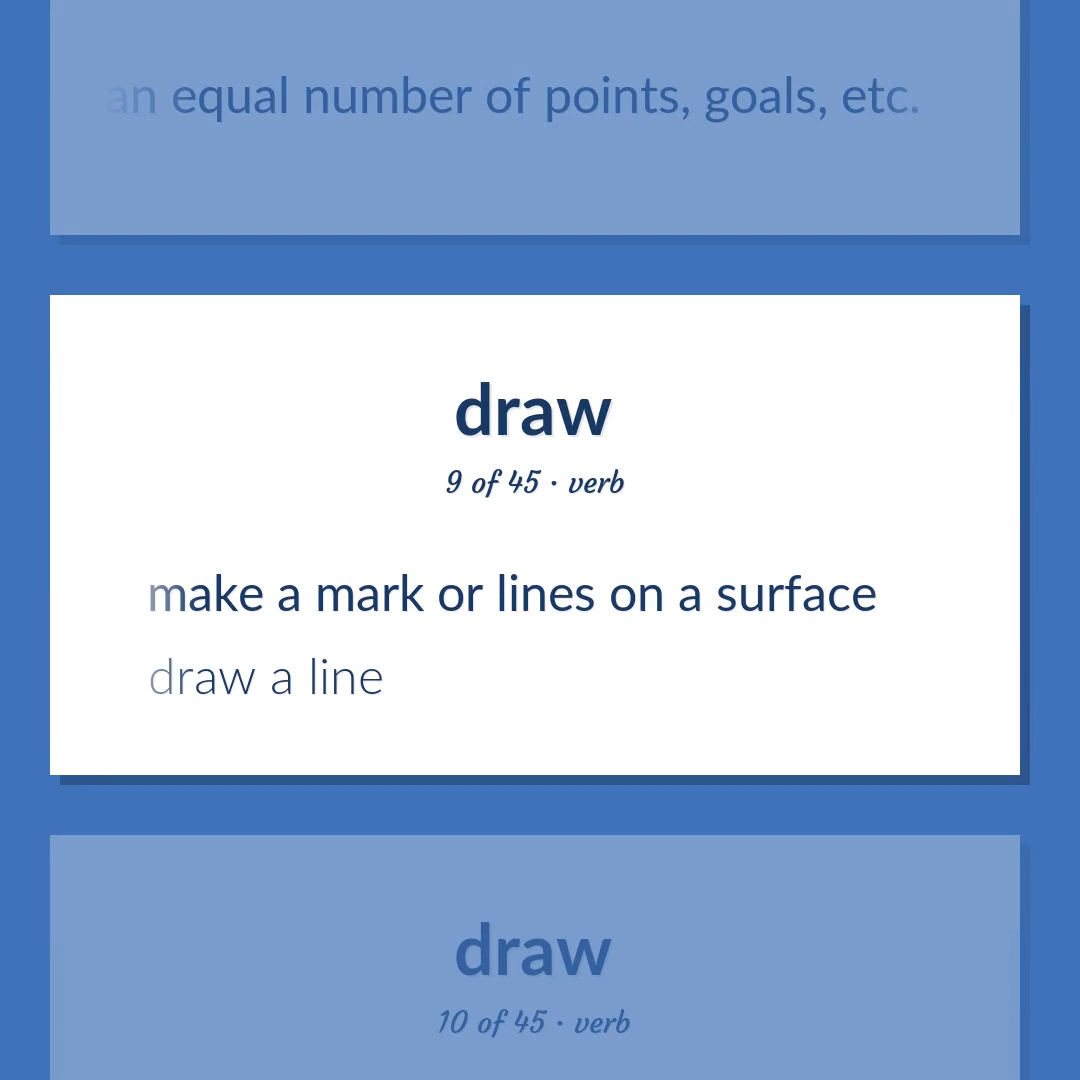 an equal number of points, goals, etc.
draw
9 of 45 · verb
make a mark or lines on a surface
draw a line
draw
10 of 45 · verb